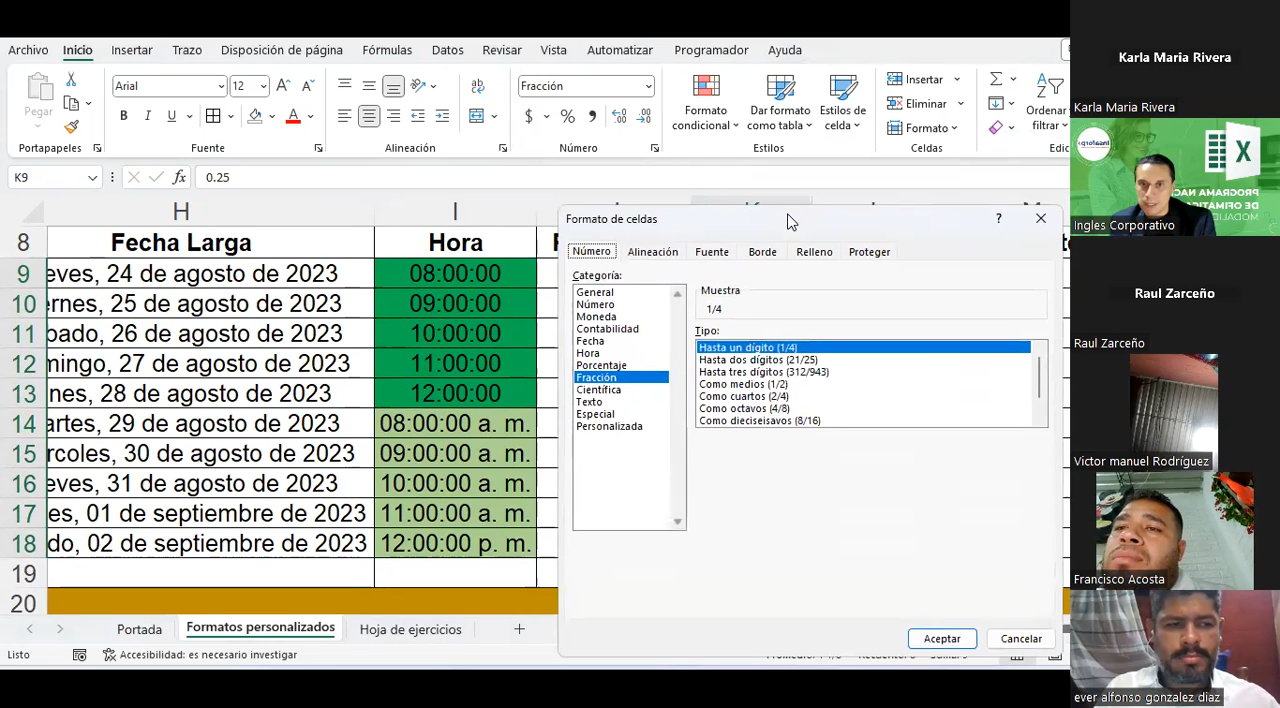 Archivo Inicio Insertar Trazo Disposición de página Fórmulas Datos Revisar Vista Automatizar Programador Ayuda
Pegar
Portapapeles
Arial 12
N K S
Fuente
Alineación
Fracción
$ % 000
Número
Formato condicional
Dar formato como tabla
Estilos de celda
Estilos
Insertar
Eliminar
Formato
Celdas
Ordenar
filtrar
Edic
K9 fx 0.25
H I
8 Fecha Larga Hora
9 eves, 24 de agosto de 2023 08:00:00
10 ernes, 25 de agosto de 2023 09:00:00
11 bado, 26 de agosto de 2023 10:00:00
12 mingo, 27 de agosto de 2023 11:00:00
13 nes, 28 de agosto de 2023 12:00:00
14 artes, 29 de agosto de 2023 08:00:00 a. m.
15 rcoles, 30 de agosto de 2023 09:00:00 a. m.
16 eves, 31 de agosto de 2023 10:00:00 a. m.
17 es, 01 de septiembre de 2023 11:00:00 a. m.
18 do, 02 de septiembre de 2023 12:00:00 p. m.
19
20
Portada Formatos personalizados Hoja de ejercicios +
Listo Accesibilidad: es necesario investigar
Formato de celdas ? ×
Número Alineación Fuente Borde Relleno Proteger
Categoría:
General
Número
Moneda
Contabilidad
Fecha
Hora
Porcentaje
Fracción
Científica
Texto
Especial
Personalizada
Muestra
1/4
Tipo:
Hasta un dígito (1/4)
Hasta dos dígitos (21/25)
Hasta tres dígitos (312/943)
Como medios (1/2)
Como cuartos (2/4)
Como octavos (4/8)
Como dieciseisavos (8/16)
Aceptar Cancelar
Karla Maria Rivera
Karla Maria Rivera
X
PROGRAMA NAC
DE OFIMATIC
MODALID
Ingles Corporativo
Raul Zarceño
Raul Zarceño
Victor manuel Rodríguez
Francisco Acosta
ever alfonso gonzalez diaz